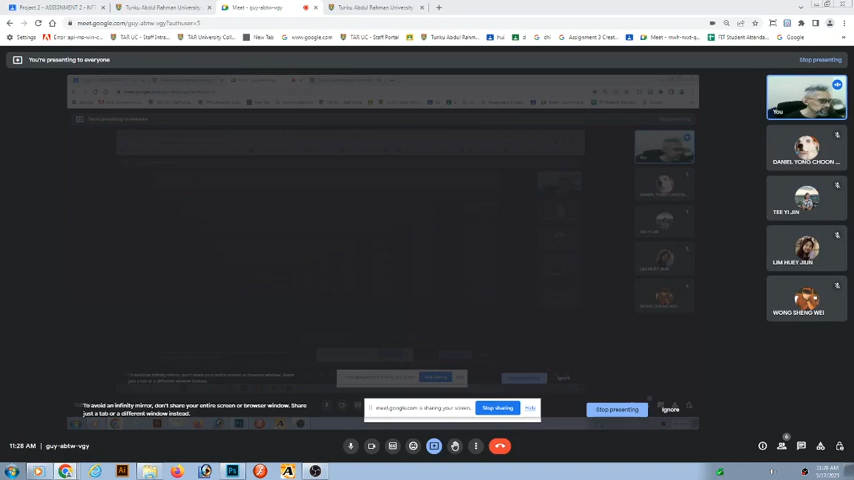 Project 2 - ASSIGNMENT 2 - INFT
Tunku Abdul Rahman University
Meet - guy-abtw-vgy
Tunku Abdul Rahman University
meet.google.com/guy-abtw-vgy?authuser=5
Settings
Error: api-ms-win-c...
TAR UC - Staff Intra...
TAR University Coll...
New Tab
www.google.com
TAR UC - Staff Portal
Tunku Abdul Rahm...
hui
d
chi
Assignment 3 Creat...
Meet - mwt-nxot-q...
FIT Student Attenda...
Google
You're presenting to everyone
Stop presenting
You
DANIEL YONG CHOON ...
TEE YI JIN
LIM HUEY JIUN
WONG SHENG WEI
To avoid an infinity mirror, don't share your entire screen or browser window. Share
just a tab or a different window instead.
meet.google.com is sharing your screen.
Stop sharing
Hide
Stop presenting
Ignore
11:28 AM | guy-abtw-vgy
6
11:28 AM